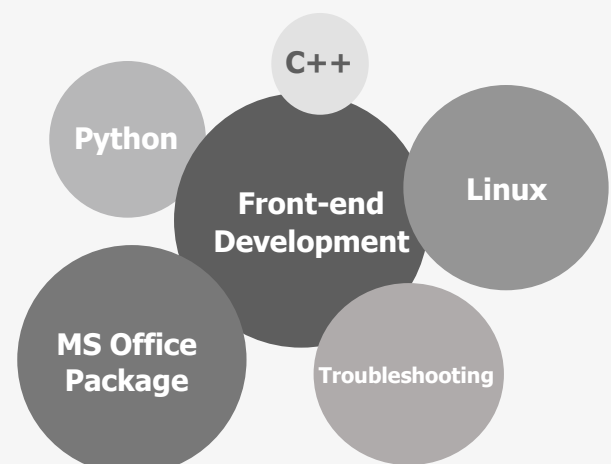 C++
Python
Front-end
Development
Linux
MS Office
Package
Troubleshooting